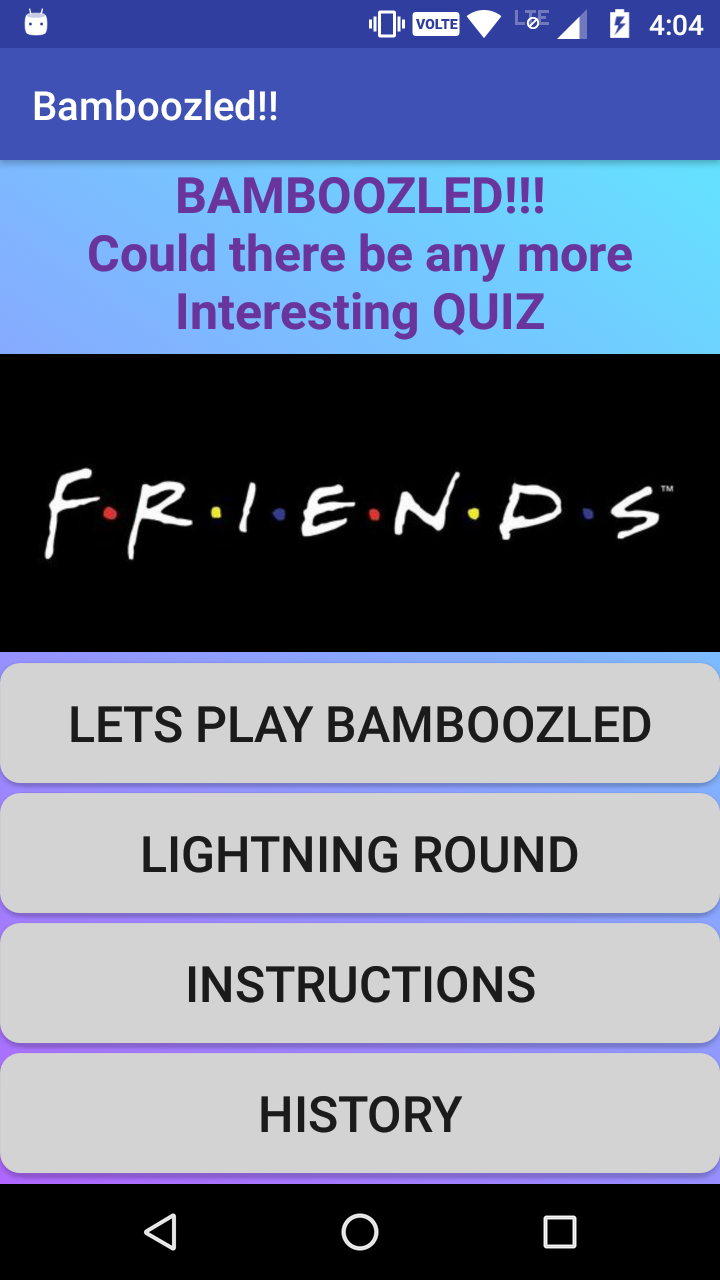 VOLTE LTE 4:04
Bamboozled!!
BAMBOOZLED!!!
Could there be any more
Interesting QUIZ
F·R·I·E·N·D·S™
LETS PLAY BAMBOOZLED
LIGHTNING ROUND
INSTRUCTIONS
HISTORY